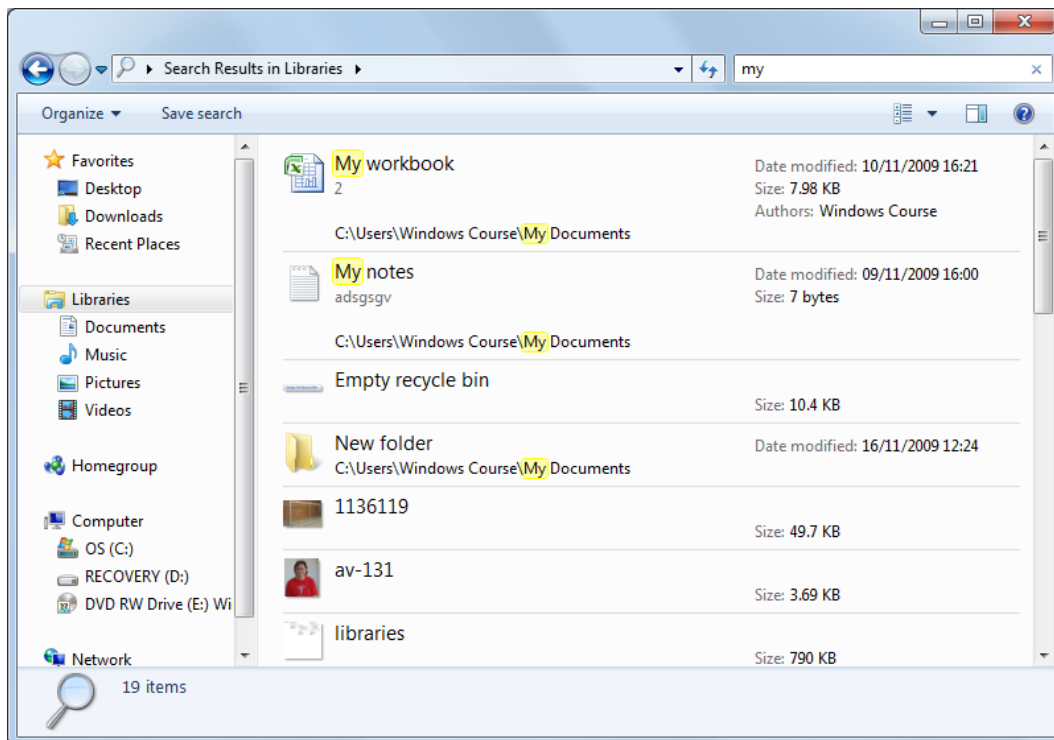 Search Results in Libraries
my
Organize
Save search
Favorites
Desktop
Downloads
Recent Places
Libraries
Documents
Music
Pictures
Videos
Homegroup
Computer
OS (C:)
RECOVERY (D:)
DVD RW Drive (E:) Wi
Network
My workbook
2
C:\Users\Windows Course\My Documents
Date modified: 10/11/2009 16:21
Size: 7.98 KB
Authors: Windows Course
My notes
adsgsgv
C:\Users\Windows Course\My Documents
Date modified: 09/11/2009 16:00
Size: 7 bytes
Empty recycle bin
Size: 10.4 KB
New folder
C:\Users\Windows Course\My Documents
Date modified: 16/11/2009 12:24
1136119
Size: 49.7 KB
av-131
Size: 3.69 KB
libraries
Size: 790 KB
19 items